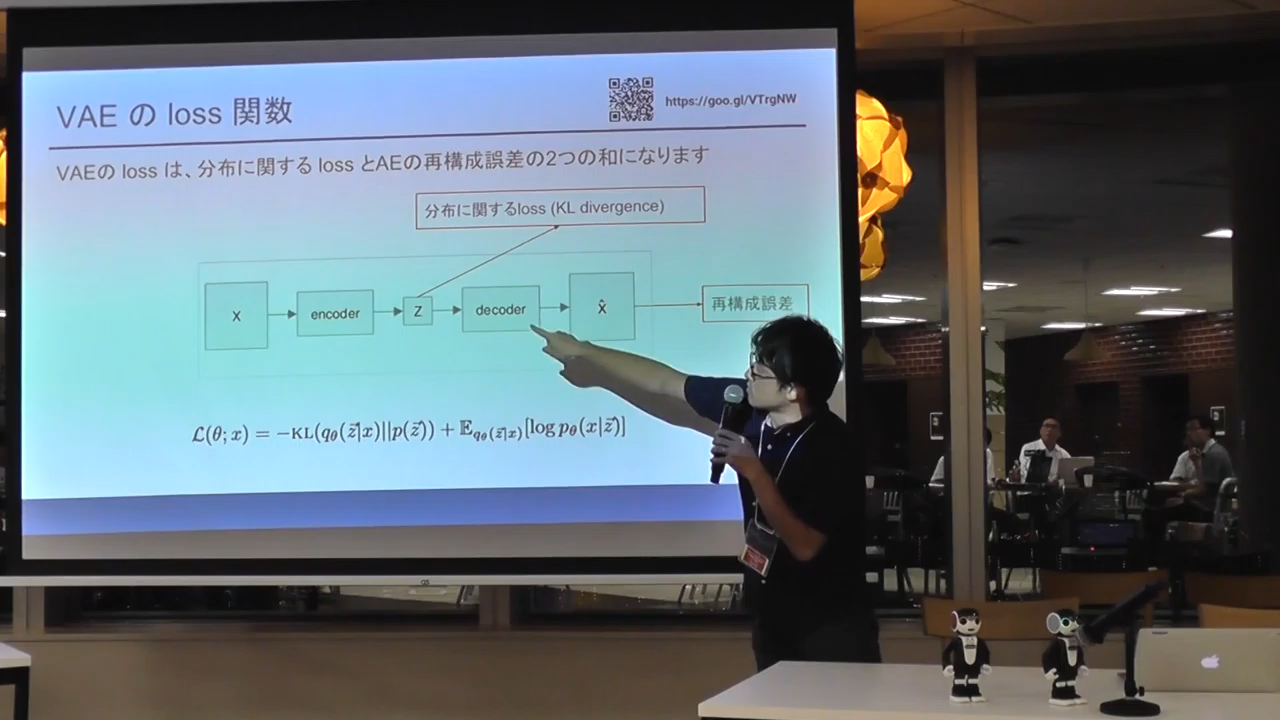 VAE の loss 関数
https://goo.gl/VTrgNW
VAEの loss は、分布に関する loss とAEの再構成誤差の2つの和になります
分布に関するloss (KL divergence)
X
encoder
Z
decoder
x̂
再構成誤差
𝓛(θ; x) = −KL(q_θ(z⃗|x)||p(z⃗)) + 𝔼_{q_θ(z⃗|x)}[log p_θ(x|z⃗)]